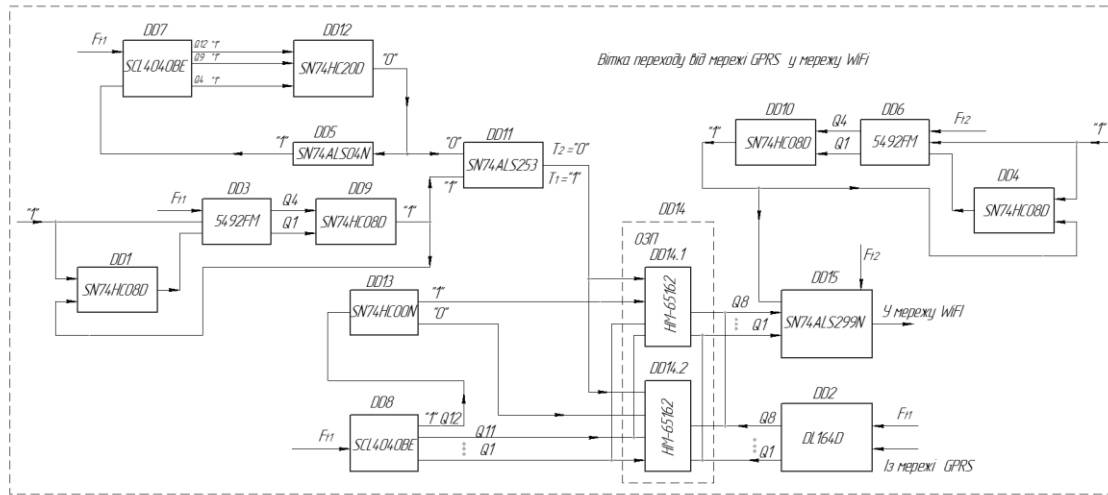 Вітка переходу від мережі GPRS у мережу WiFi
DD7
Ft1
SCL4040BE
Q12 "1"
Q9 "1"
Q4 "1"
DD12
SN74HC20D
"0"
"1"
DD5
SN74ALS04N
"0"
"1"
DD11
SN74ALS253
T2="0"
T1="1"
DD10
"1"
SN74HC08D
Q4
Q1
DD6
5492FM
Ft2
"1"
DD4
SN74HC08D
"1"
Ft1
DD3
5492FM
Q4
Q1
DD9
SN74HC08D
"1"
DD1
SN74HC08D
DD13
SN74HC00N
"1"
"0"
DD14
ОЗП
DD14.1
HM-65162
Q8
Q1
Ft2
DD15
SN74ALS299N
У мережу WIFI
DD14.2
HM-65162
DD8
Ft1
SCL4040BE
"1" Q12
Q11
Q1
Q8
Q1
DD2
DL164D
Ft1
Із мережі GPRS